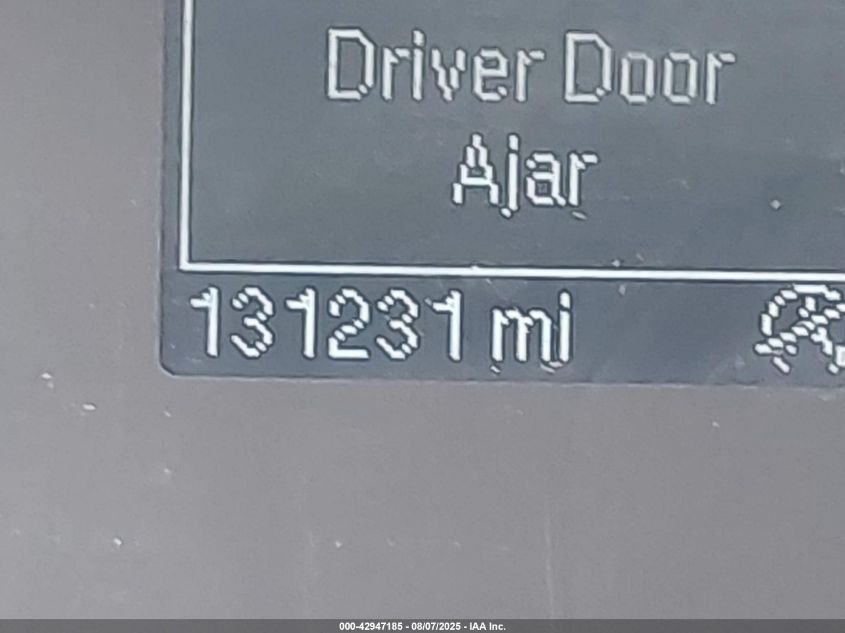 Driver Door
Ajar
131231 mi
000-42947185 - 08/07/2025 - IAA Inc.